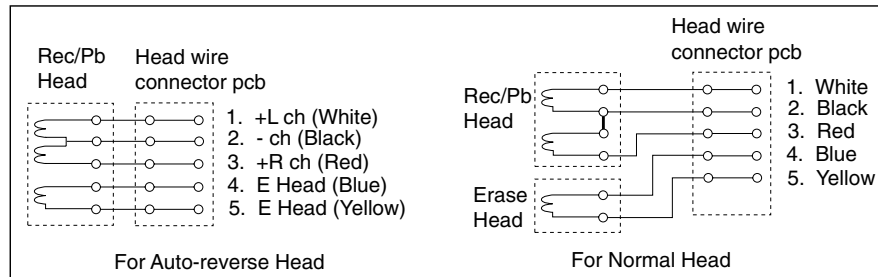 Rec/Pb
Head
Head wire
connector pcb
1. +L ch (White)
2. - ch (Black)
3. +R ch (Red)
4. E Head (Blue)
5. E Head (Yellow)
For Auto-reverse Head
Head wire
connector pcb
Rec/Pb
Head
1. White
2. Black
3. Red
4. Blue
5. Yellow
Erase
Head
For Normal Head